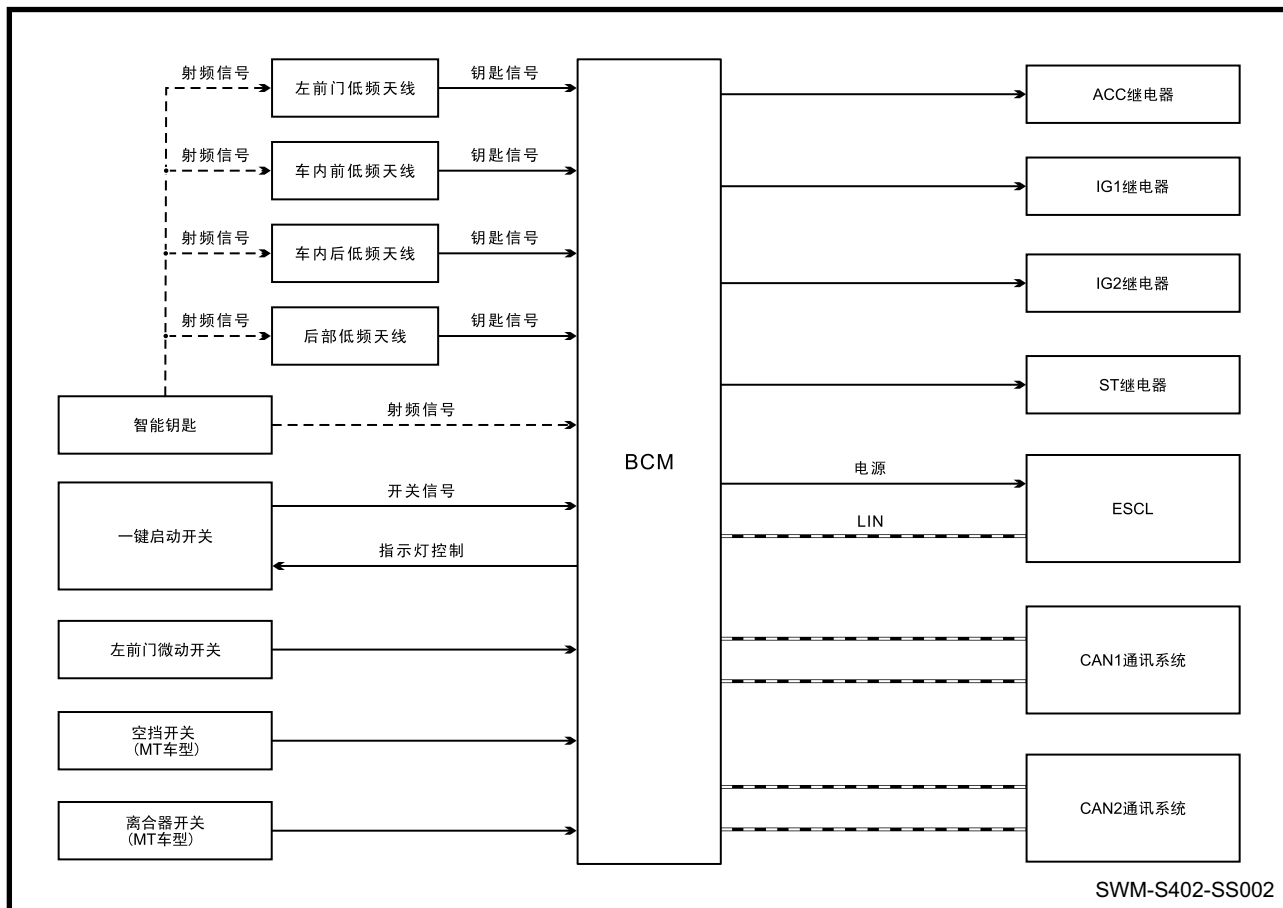 射频信号
左前门低频天线
钥匙信号
射频信号
车内前低频天线
钥匙信号
射频信号
车内后低频天线
钥匙信号
射频信号
后部低频天线
钥匙信号
智能钥匙
射频信号
一键启动开关
开关信号
指示灯控制
左前门微动开关
空挡开关
(MT车型)
离合器开关
(MT车型)
BCM
ACC继电器
IG1继电器
IG2继电器
ST继电器
电源
LIN
ESCL
CAN1通讯系统
CAN2通讯系统
SWM-S402-SS002